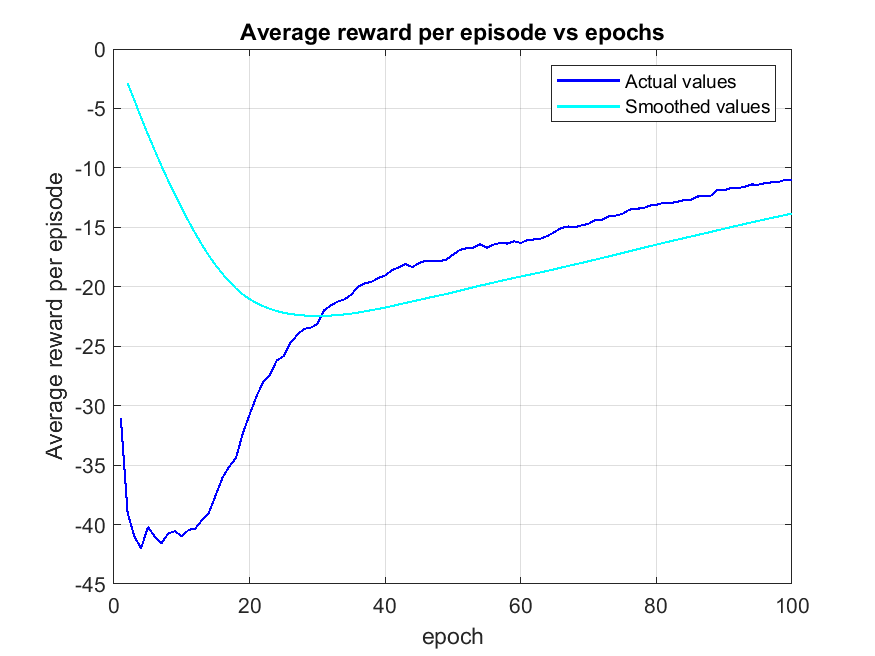 Average reward per episode vs epochs
Actual values
Smoothed values
Average reward per episode
0
-5
-10
-15
-20
-25
-30
-35
-40
-45
0 20 40 60 80 100
epoch